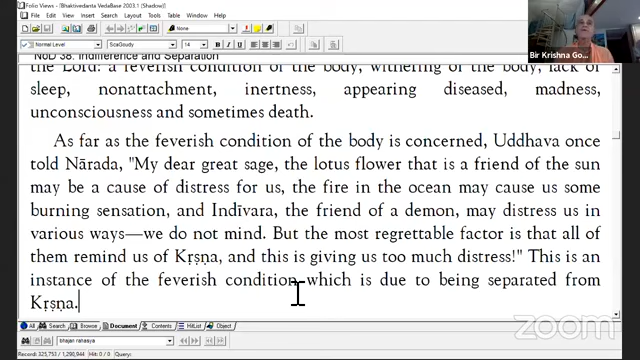 Folio Views - [Bhaktivedanta VedaBase 2003.1 (Shadow)]
File Edit View Search Tools Window Help
Normal Level ScaGoudy 14
NoD 38: Indifference and Separation
the Lord: a feverish condition of the body, withering of the body, lack of
sleep, nonattachment, inertness, appearing diseased, madness,
unconsciousness and sometimes death.
As far as the feverish condition of the body is concerned, Uddhava once
told Nārada, "My dear great sage, the lotus flower that is a friend of the sun
may be a cause of distress for us, the fire in the ocean may cause us some
burning sensation, and Indīvara, the friend of a demon, may distress us in
various ways—we do not mind. But the most regrettable factor is that all of
them remind us of Kṛṣṇa, and this is giving us too much distress!" This is an
instance of the feverish condition which is due to being separated from
Kṛṣṇa.
All Search Browse Document Contents HitList Object
bhajan rahasya
Record: 325,753 / 1,298,944 Hit: 0 / 0 Query:
Bir Krishna Go...
zoom